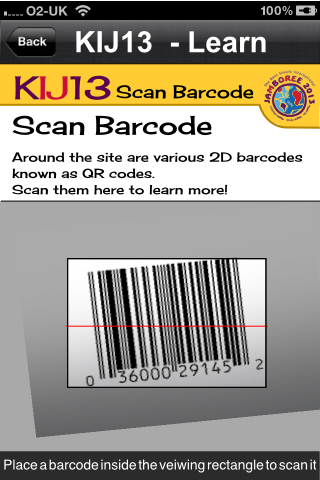 O2-UK 100%
Back KIJ13 - Learn
KIJ13 Scan Barcode
JAMBOREE 2013
Scan Barcode
Around the site are various 2D barcodes
known as QR codes.
Scan them here to learn more!
0 36000 29145 2
Place a barcode inside the veiwing rectangle to scan it